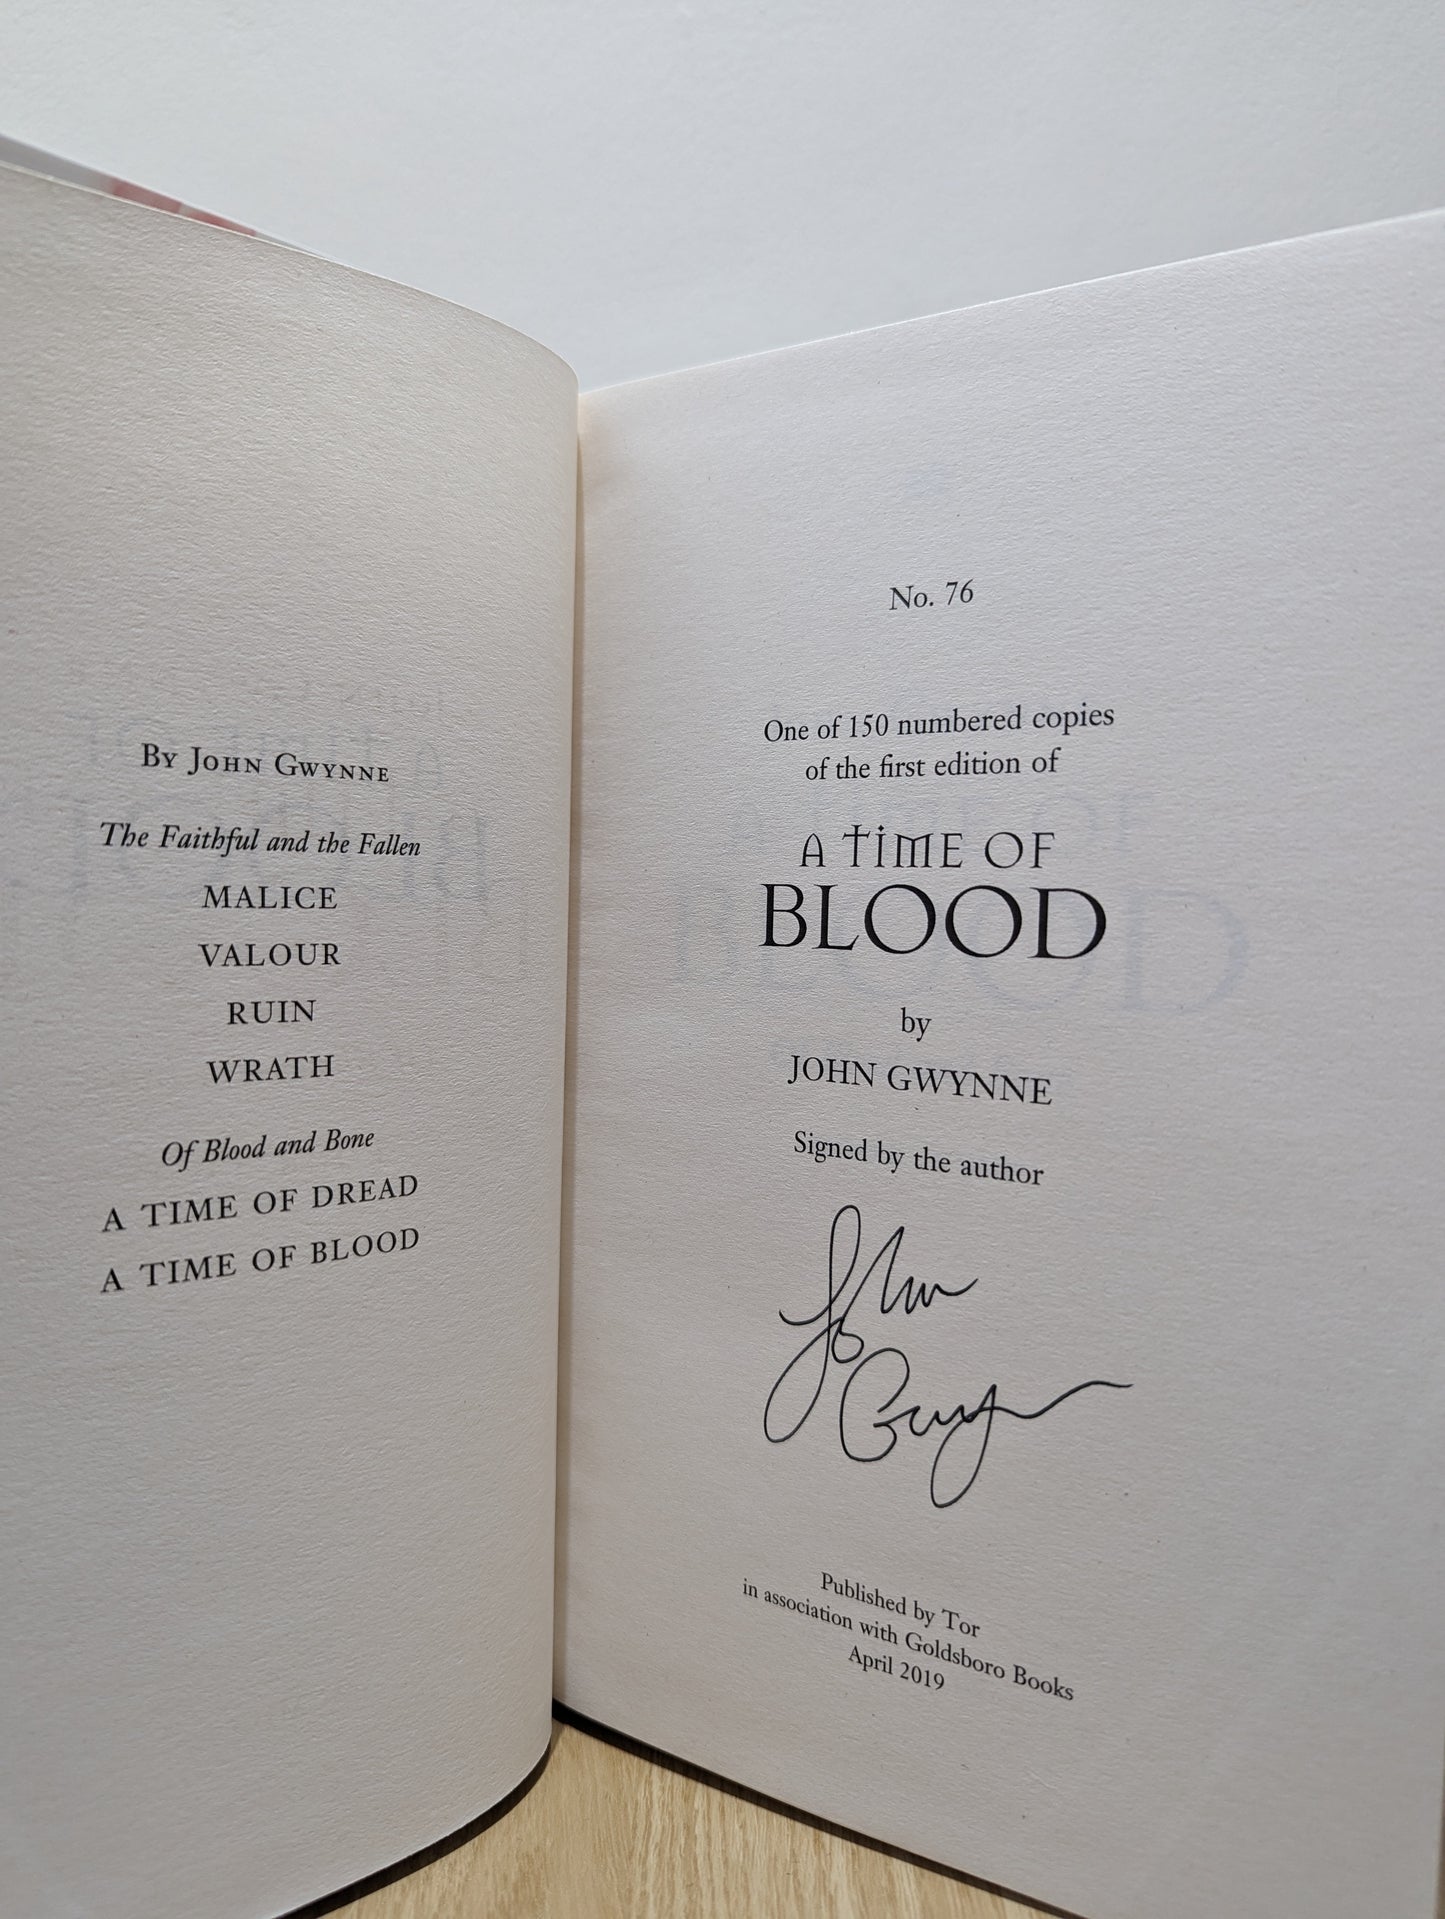 By John Gwynne
The Faithful and the Fallen
MALICE
VALOUR
RUIN
WRATH
Of Blood and Bone
A TIME OF DREAD
A TIME OF BLOOD
No. 76
One of 150 numbered copies
of the first edition of
A TIME OF
BLOOD
by
JOHN GWYNNE
Signed by the author
John
Gwynne
Published by Tor
in association with Goldsboro Books
April 2019